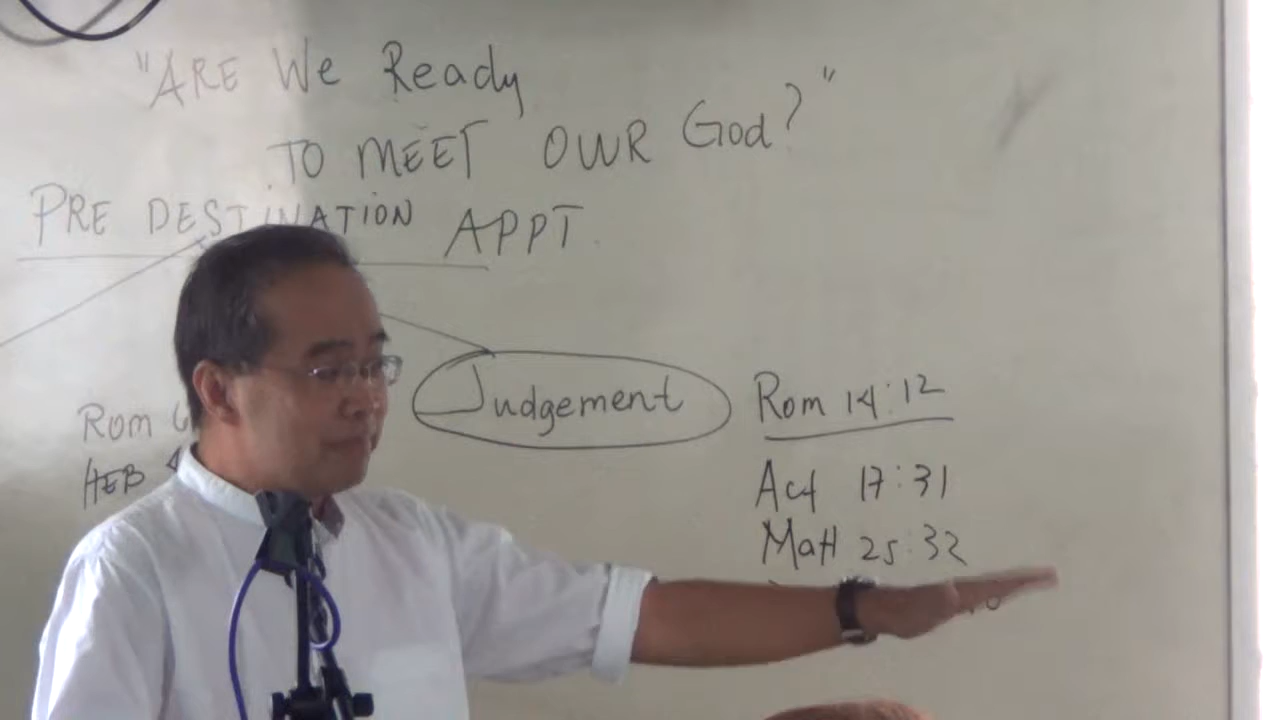 "ARE We Ready
TO MEET OWR God?"
PRE DESTINATION APPT.
Judgement
Rom 14:12
Act 17:31
Matt 25:32
Rom
HEB